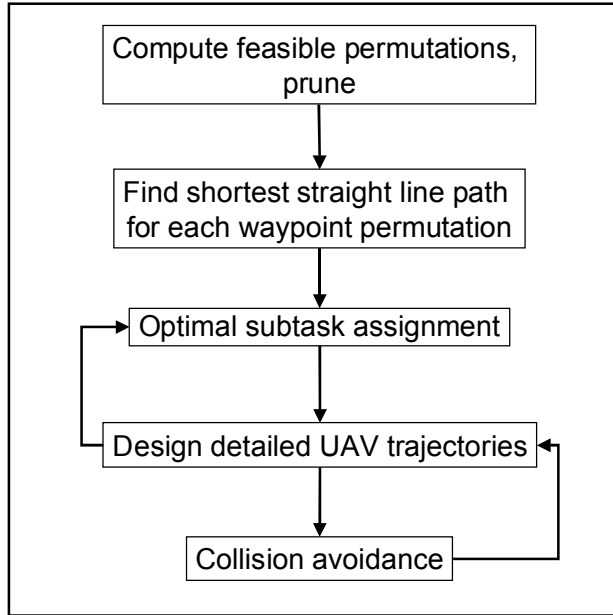 Compute feasible permutations,
prune
Find shortest straight line path
for each waypoint permutation
Optimal subtask assignment
Design detailed UAV trajectories
Collision avoidance